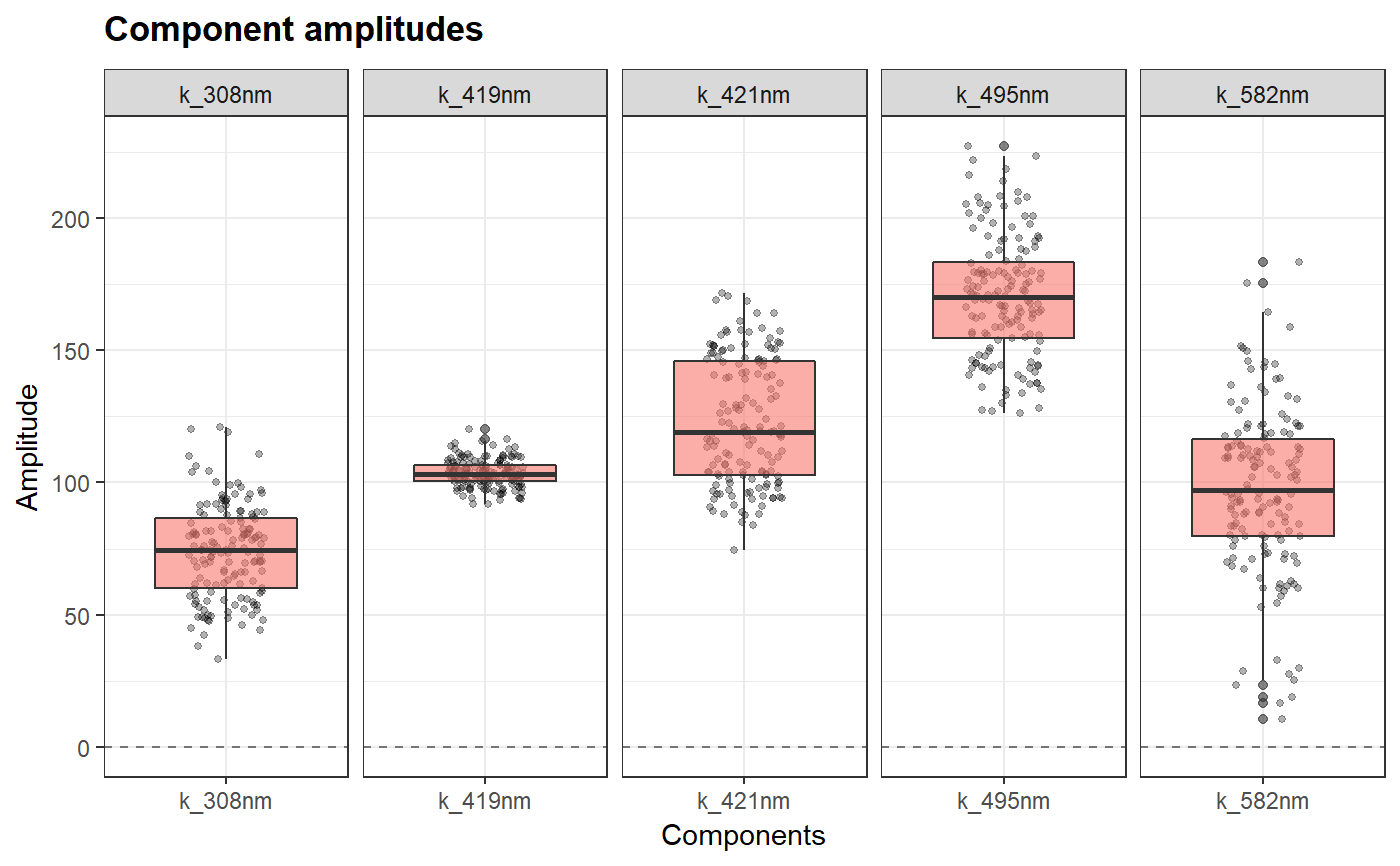 Component amplitudes
k_308nm k_419nm k_421nm k_495nm k_582nm
Amplitude
200
150
100
50
0
k_308nm k_419nm k_421nm k_495nm k_582nm
Components